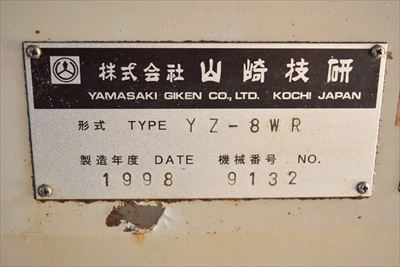 株式会社 山崎技研
YAMASAKI GIKEN CO., LTD. KOCHI JAPAN
形式 TYPE YZ-8WR
製造年度 DATE 機械番号 NO.
1998 9132